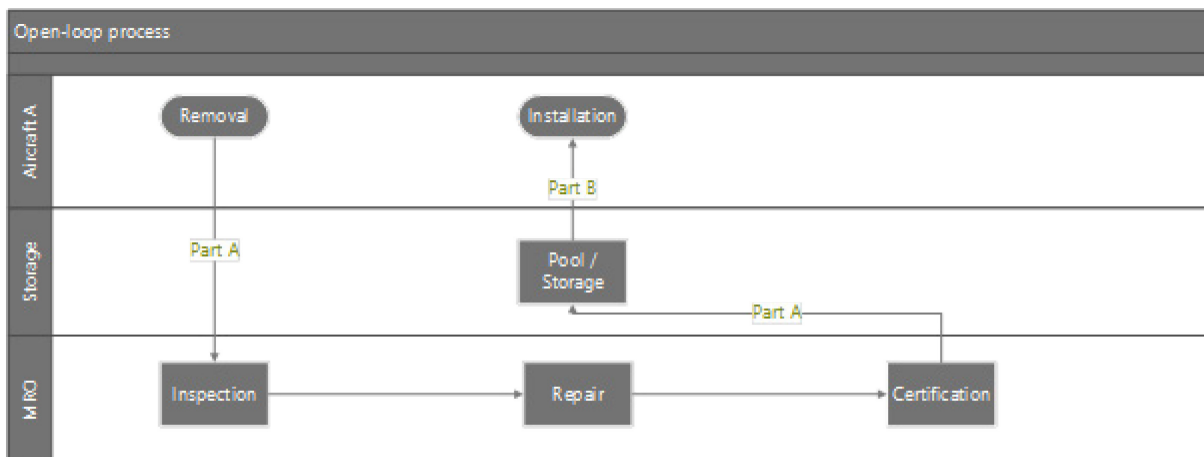 Open-loop process
Aircraft A
Removal
Installation
Part B
Storage
Part A
Pool /
Storage
Part A
MRO
Inspection
Repair
Certification